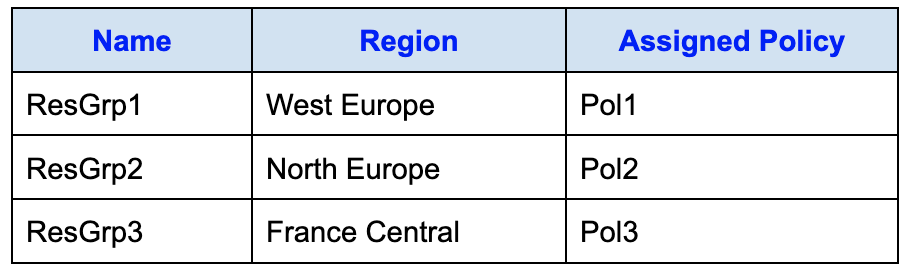 Name Region Assigned Policy
ResGrp1 West Europe Pol1
ResGrp2 North Europe Pol2
ResGrp3 France Central Pol3